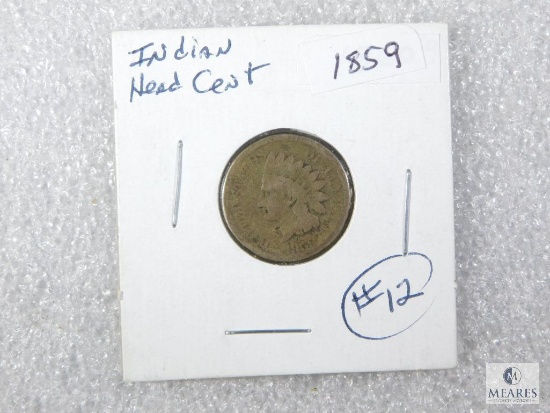 Indian
Head Cent
1859
#12
MEARES